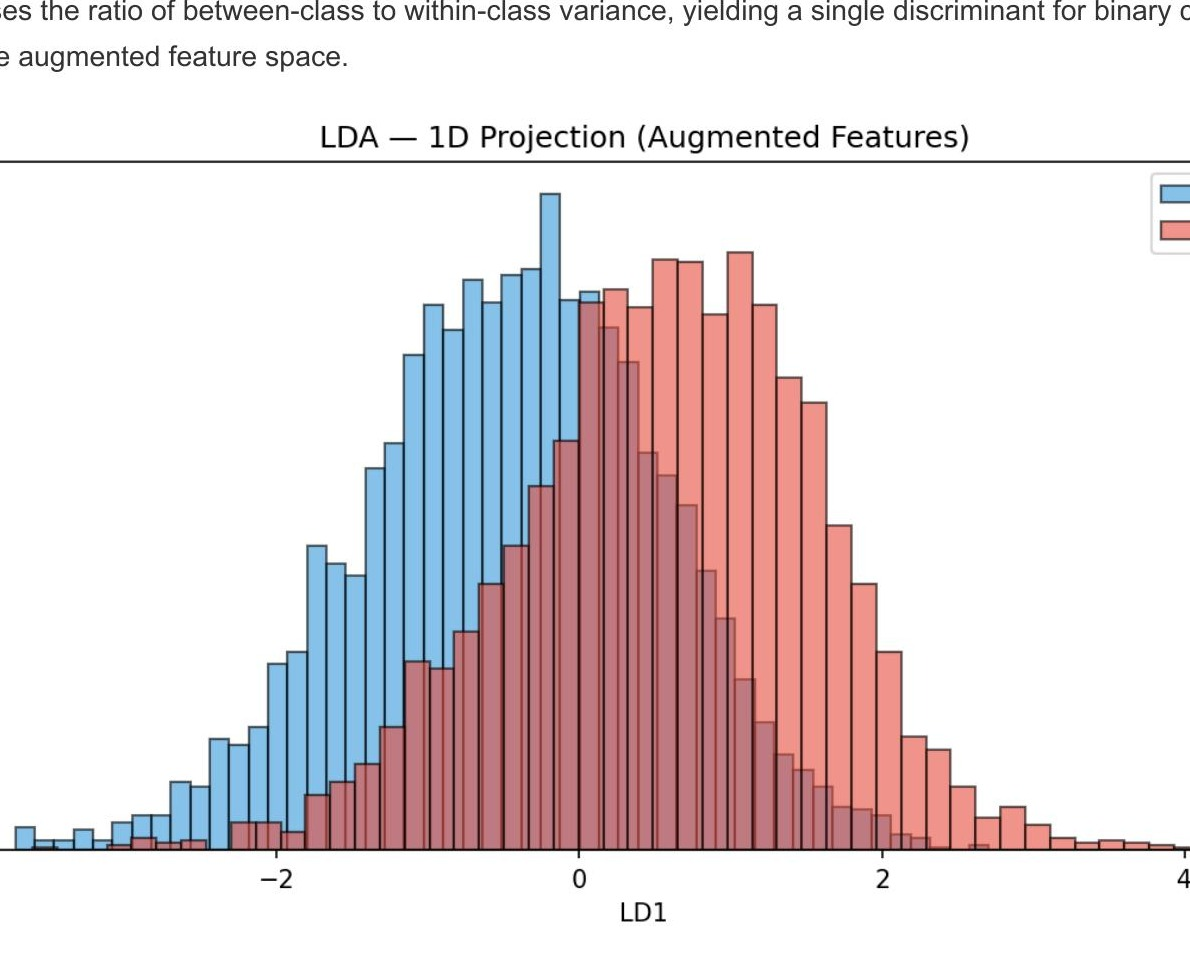 the ratio of between-class to within-class variance, yielding a single discriminant for binary
augmented feature space.
LDA — 1D Projection (Augmented Features)
−2 0 2 4
LD1